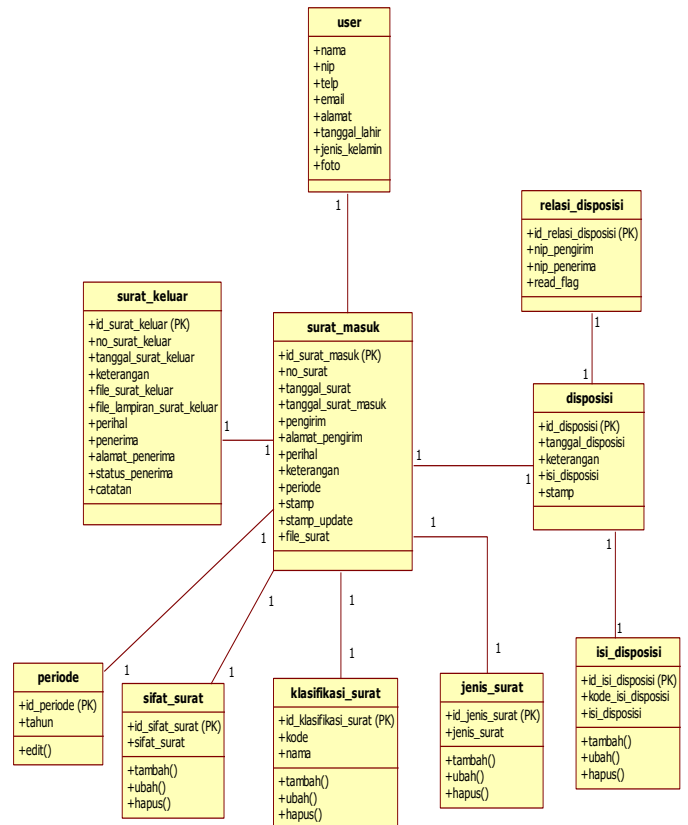 user
+nama
+nip
+telp
+email
+alamat
+tanggal_lahir
+jenis_kelamin
+foto
1
relasi_disposisi
+id_relasi_disposisi (PK)
+nip_pengirim
+nip_penerima
+read_flag
1
surat_keluar
+id_surat_keluar (PK)
+no_surat_keluar
+tanggal_surat_keluar
+keterangan
+file_surat_keluar
+file_lampiran_surat_keluar
+perihal
+penerima
+alamat_penerima
+status_penerima
+catatan
1
surat_masuk
+id_surat_masuk (PK)
+no_surat
+tanggal_surat
+tanggal_surat_masuk
+pengirim
+alamat_pengirim
+perihal
+keterangan
+periode
+stamp
+stamp_update
+file_surat
1
1
1
1
1
1
1
disposisi
+id_disposisi (PK)
+tanggal_disposisi
+keterangan
+isi_disposisi
+stamp
1
1
1
periode
+id_periode (PK)
+tahun
+edit()
1
sifat_surat
+id_sifat_surat (PK)
+sifat_surat
+tambah()
+ubah()
+hapus()
1
klasifikasi_surat
+id_klasifikasi_surat (PK)
+kode
+nama
+tambah()
+ubah()
+hapus()
1
jenis_surat
+id_jenis_surat (PK)
+jenis_surat
+tambah()
+ubah()
+hapus()
1
isi_disposisi
+id_isi_disposisi (PK)
+kode_isi_disposisi
+isi_disposisi
+tambah()
+ubah()
+hapus()